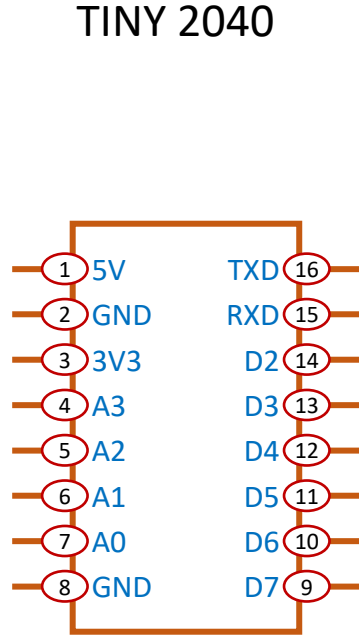 TINY 2040
1 5V TXD 16
2 GND RXD 15
3 3V3 D2 14
4 A3 D3 13
5 A2 D4 12
6 A1 D5 11
7 A0 D6 10
8 GND D7 9